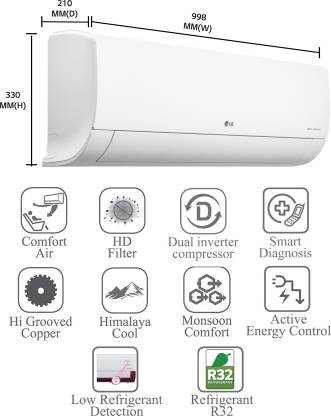 210
MM(D)
998
MM(W)
330
MM(H)
LG
Comfort
Air
HD
Filter
Dual inverter
compressor
Smart
Diagnosis
Hi Grooved
Copper
Himalaya
Cool
Monsoon
Comfort
Active
Energy Control
Low Refrigerant
Detection
R32
REFRIGERANT
Refrigerant
R32